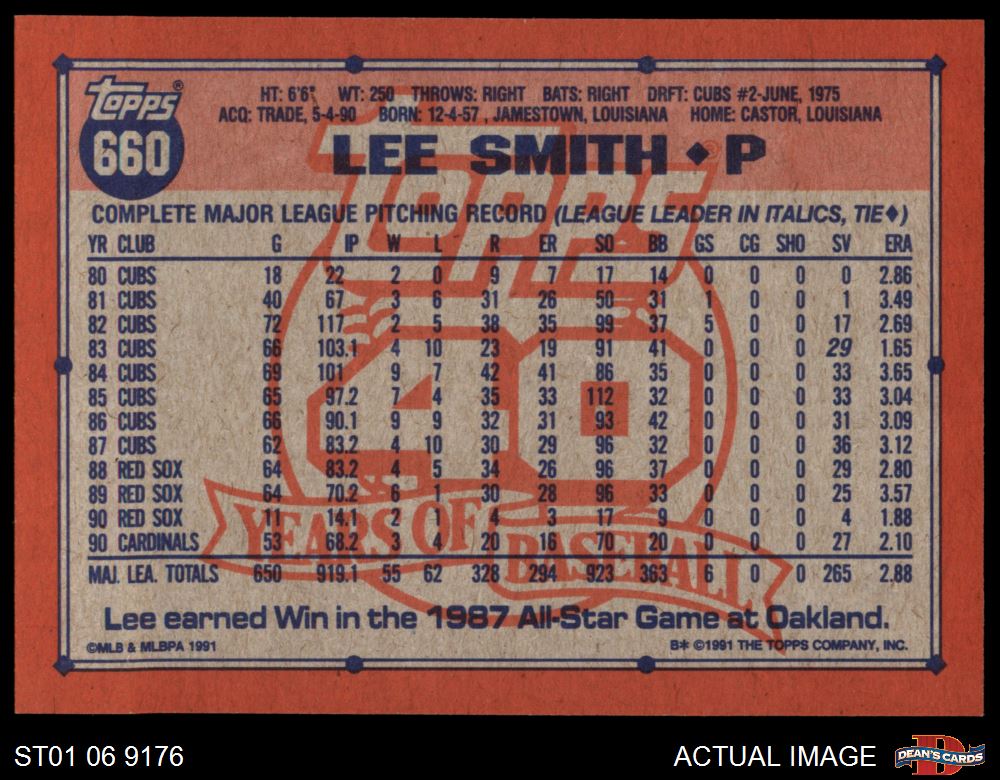 Topps®
660
HT: 6'6" WT: 250 THROWS: RIGHT BATS: RIGHT DRFT: CUBS #2-JUNE, 1975
ACQ: TRADE, 5-4-90 BORN: 12-4-57 , JAMESTOWN, LOUISIANA HOME: CASTOR, LOUISIANA
LEE SMITH ♦ P
COMPLETE MAJOR LEAGUE PITCHING RECORD (LEAGUE LEADER IN ITALICS, TIE♦)
YR CLUB G IP W L R ER SO BB GS CG SHO SV ERA
80 CUBS 18 22 2 0 9 7 17 14 0 0 0 0 2.86
81 CUBS 40 67 3 6 31 26 50 31 1 0 0 1 3.49
82 CUBS 72 117 2 5 38 35 99 37 5 0 0 17 2.69
83 CUBS 66 103.1 4 10 23 19 91 41 0 0 0 29 1.65
84 CUBS 69 101 9 7 42 41 86 35 0 0 0 33 3.65
85 CUBS 65 97.2 7 4 35 33 112 32 0 0 0 33 3.04
86 CUBS 66 90.1 9 9 32 31 93 42 0 0 0 31 3.09
87 CUBS 62 83.2 4 10 30 29 96 32 0 0 0 36 3.12
88 RED SOX 64 83.2 4 5 34 26 96 37 0 0 0 29 2.80
89 RED SOX 64 70.2 6 1 30 28 96 33 0 0 0 25 3.57
90 RED SOX 11 14.1 2 1 4 3 17 9 0 0 0 4 1.88
90 CARDINALS 53 68.2 3 4 20 16 70 20 0 0 0 27 2.10
MAJ. LEA. TOTALS 650 919.1 55 62 328 294 923 383 6 0 0 265 2.88
Topps
40
YEARS OF BASEBALL
Lee earned Win in the 1987 All-Star Game at Oakland.
©MLB & MLBPA 1991 B* ©1991 THE TOPPS COMPANY, INC.
ST01 06 9176 ACTUAL IMAGE DEAN'S CARDS